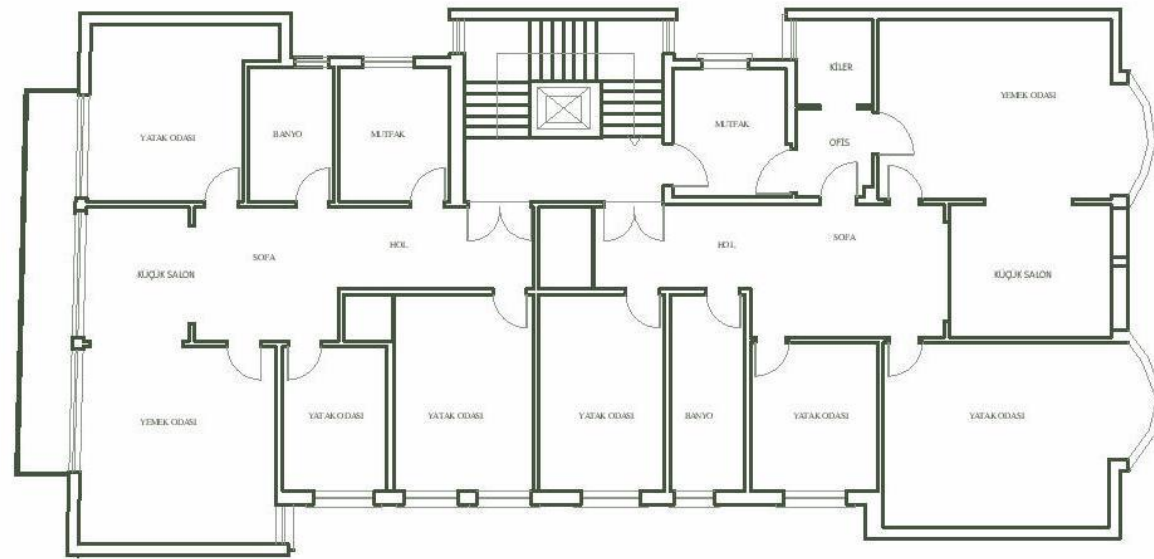 KİLER
YEMEK ODASI
YATAK ODASI
BANYO
MUTFAK
MUTFAK
OFİS
SOFA
HOL
HOL
SOFA
KÜÇÜK SALON
KÜÇÜK SALON
YEMEK ODASI
YATAK ODASI
YATAK ODASI
YATAK ODASI
BANYO
YATAK ODASI
YATAK ODASI